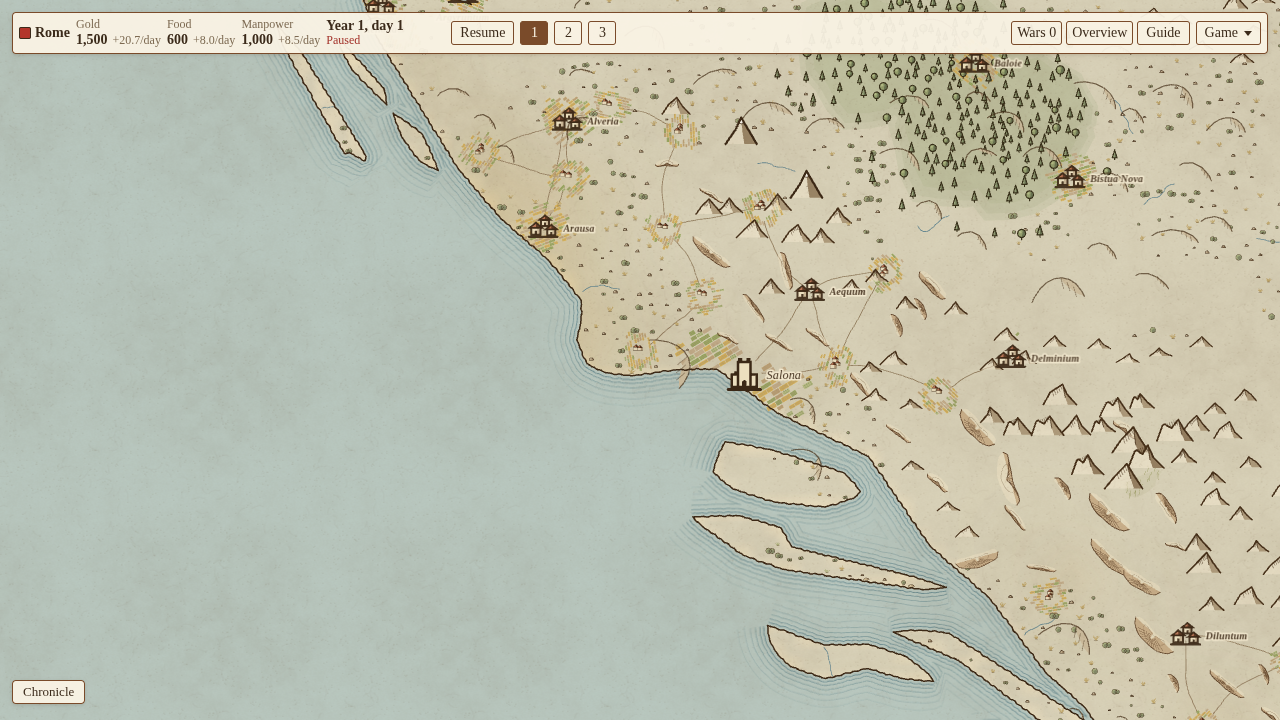 Rome
Gold
1,500 +20.7/day
Food
600 +8.0/day
Manpower
1,000 +8.5/day
Year 1, day 1
Paused
Resume
1
2
3
Wars 0
Overview
Guide
Game
Baloie
Alveria
Bistua Nova
Arausa
Aequum
Delminium
Salona
Diluntum
Chronicle